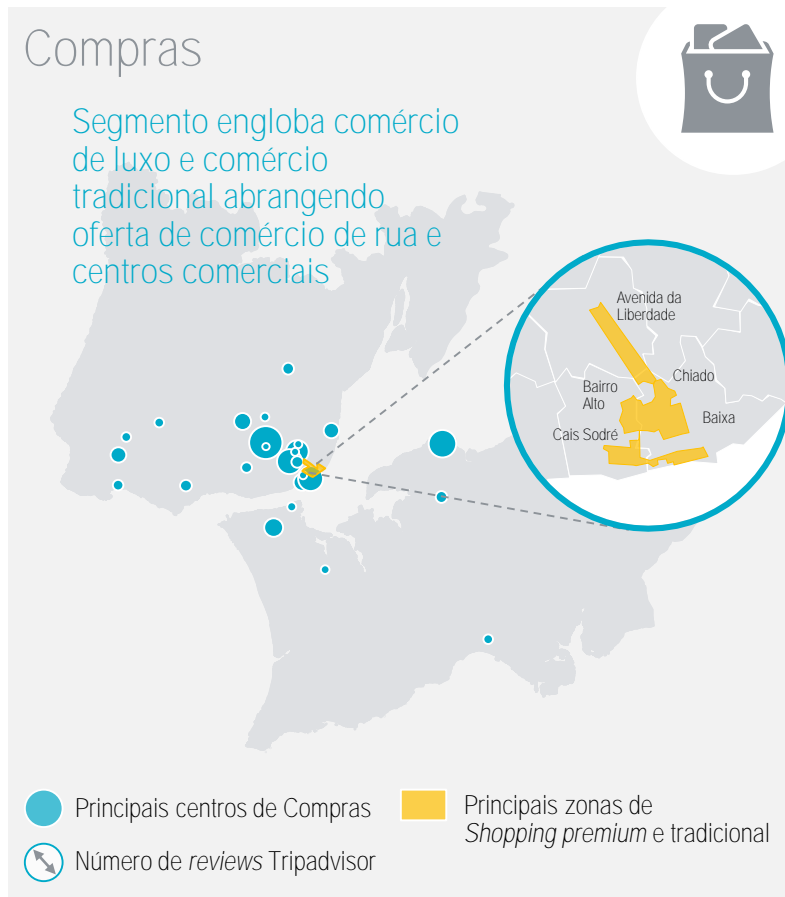 Compras
Segmento engloba comércio
de luxo e comércio
tradicional abrangendo
oferta de comércio de rua e
centros comerciais
Avenida da
Liberdade
Chiado
Bairro
Alto
Baixa
Cais Sodré
Principais centros de Compras
Principais zonas de
Shopping premium e tradicional
Número de reviews Tripadvisor